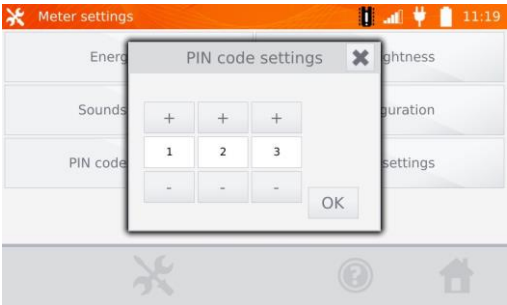 Meter settings 11:19
Energ PIN code settings ghtness
Sounds + + + guration
PIN code 1 2 3 settings
- - -
OK